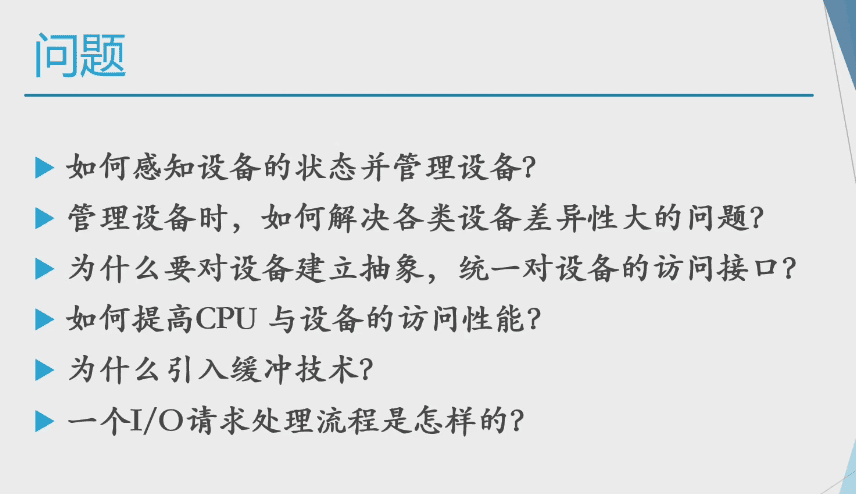 问题
如何感知设备的状态并管理设备?
管理设备时，如何解决各类设备差异性大的问题?
为什么要对设备建立抽象，统一对设备的访问接口?
如何提高CPU 与设备的访问性能?
为什么引入缓冲技术?
一个I/O请求处理流程是怎样的?